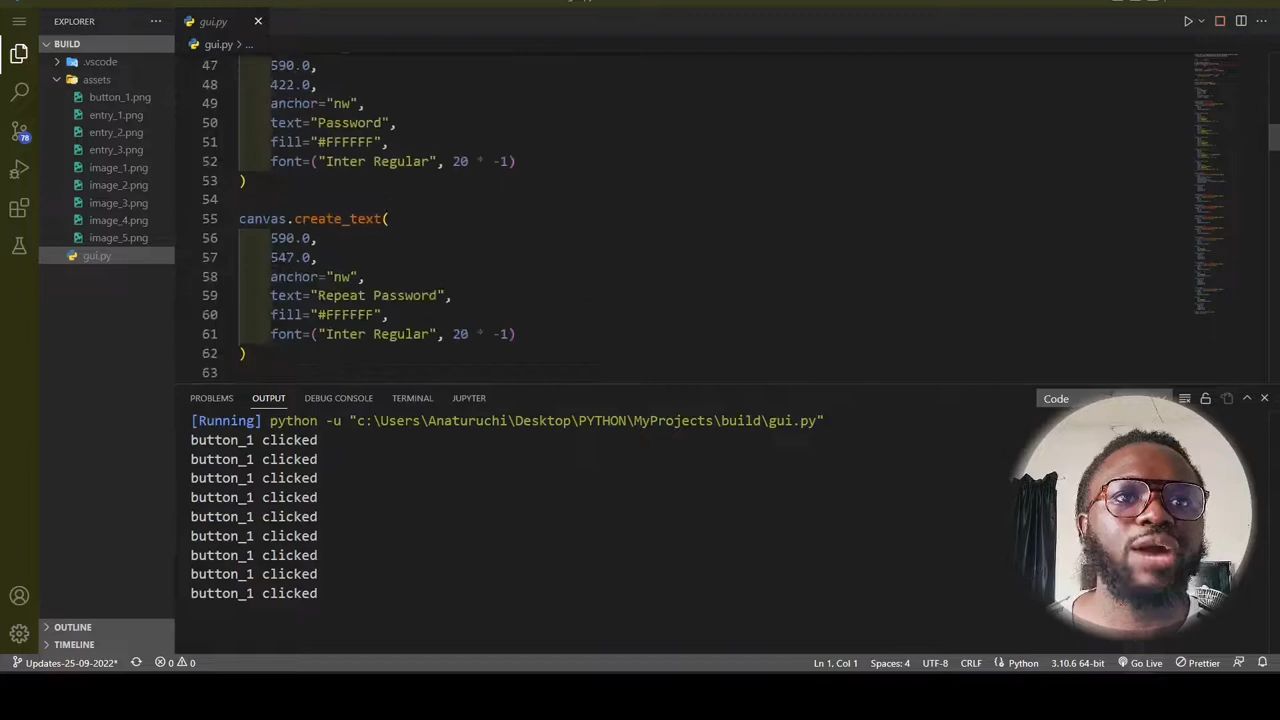 EXPLORER
gui.py
BUILD
gui.py > ...
.vscode
assets
button_1.png
entry_1.png
entry_2.png
entry_3.png
image_1.png
image_2.png
image_3.png
image_4.png
image_5.png
gui.py
78
47 590.0,
48 422.0,
49 anchor="nw",
50 text="Password",
51 fill="#FFFFFF",
52 font=("Inter Regular", 20 * -1)
53 )
54
55 canvas.create_text(
56 590.0,
57 547.0,
58 anchor="nw",
59 text="Repeat Password",
60 fill="#FFFFFF",
61 font=("Inter Regular", 20 * -1)
62 )
63
PROBLEMS OUTPUT DEBUG CONSOLE TERMINAL JUPYTER
Code
[Running] python -u "c:\Users\Anaturuchi\Desktop\PYTHON\MyProjects\build\gui.py"
button_1 clicked
button_1 clicked
button_1 clicked
button_1 clicked
button_1 clicked
button_1 clicked
button_1 clicked
button_1 clicked
button_1 clicked
OUTLINE
TIMELINE
Updates-25-09-2022* 0 0 Ln 1, Col 1 Spaces: 4 UTF-8 CRLF Python 3.10.6 64-bit Go Live Prettier